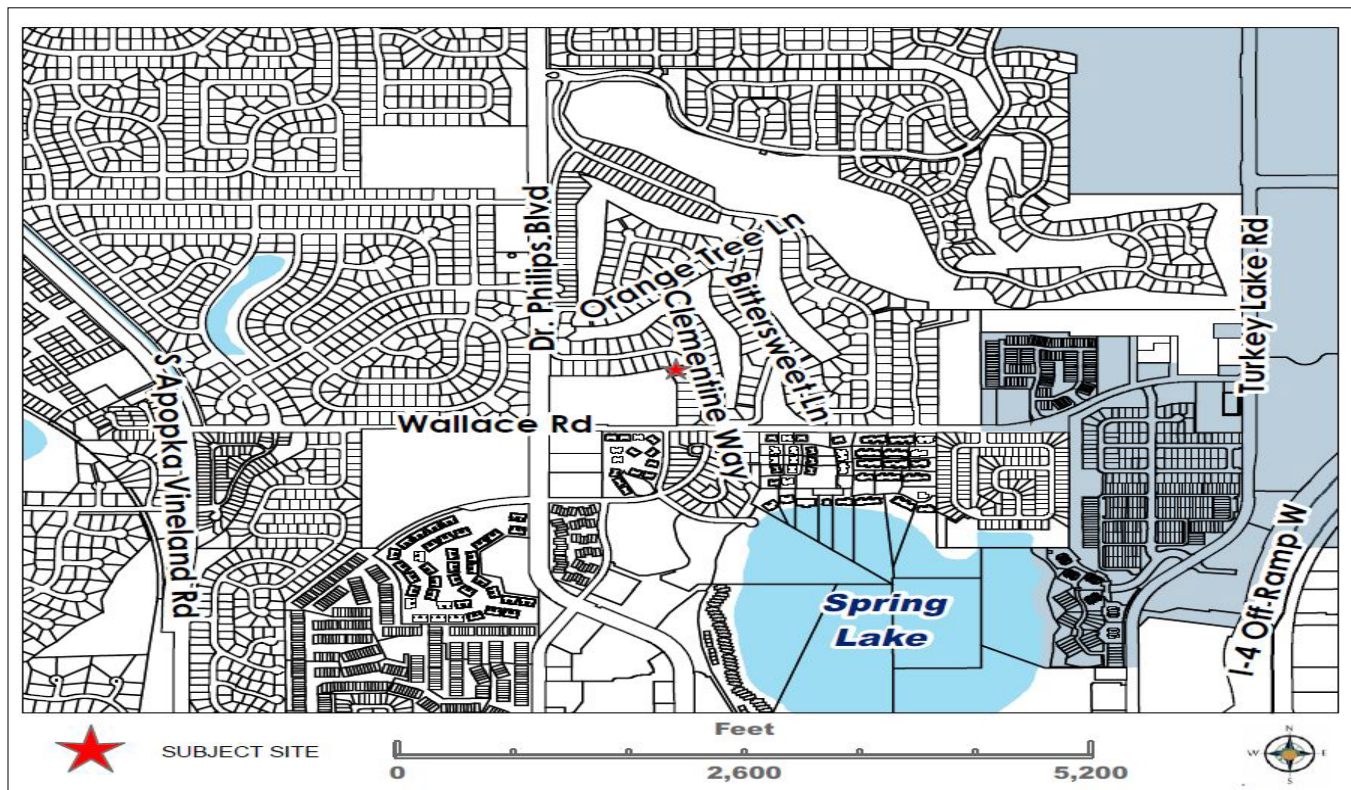 Dr. Philips Blvd
Orange Tree Ln
Clementine Way
Bittersweet Ln
Turkey Lake Rd
S Apopka-Vineland Rd
Wallace Rd
I-4 Off-Ramp W
Spring
Lake
SUBJECT SITE
Feet
0 2,600 5,200
N
W E
S